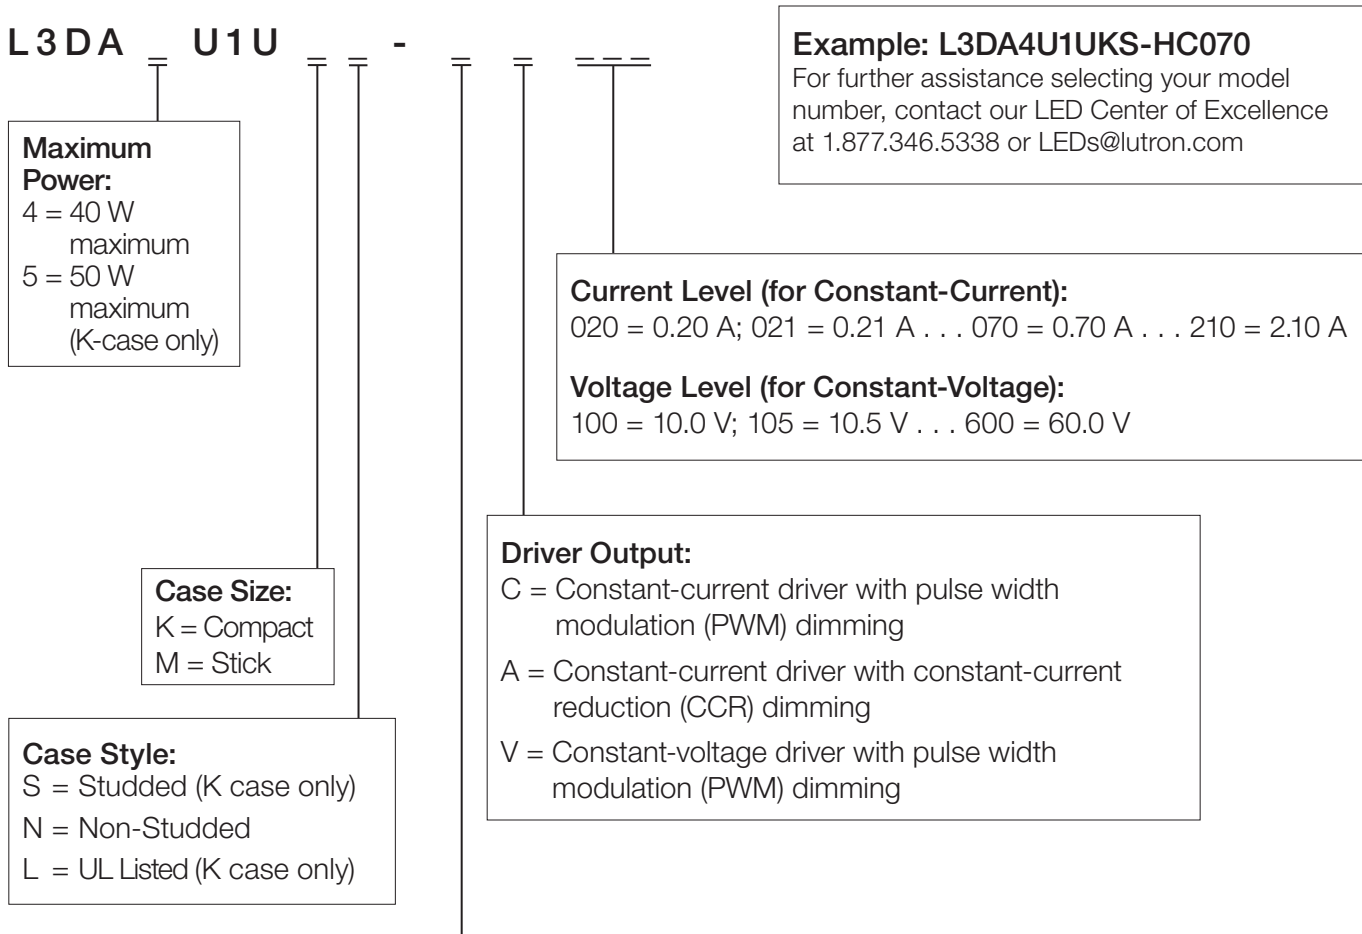 L3DA _ U1U _ _ - _ _ _ _ _
Example: L3DA4U1UKS-HC070
For further assistance selecting your model
number, contact our LED Center of Excellence
at 1.877.346.5338 or LEDs@lutron.com
Maximum
Power:
4 = 40 W
maximum
5 = 50 W
maximum
(K-case only)
Current Level (for Constant-Current):
020 = 0.20 A; 021 = 0.21 A . . . 070 = 0.70 A . . . 210 = 2.10 A
Voltage Level (for Constant-Voltage):
100 = 10.0 V; 105 = 10.5 V . . . 600 = 60.0 V
Driver Output:
C = Constant-current driver with pulse width
modulation (PWM) dimming
A = Constant-current driver with constant-current
reduction (CCR) dimming
V = Constant-voltage driver with pulse width
modulation (PWM) dimming
Case Size:
K = Compact
M = Stick
Case Style:
S = Studded (K case only)
N = Non-Studded
L = UL Listed (K case only)